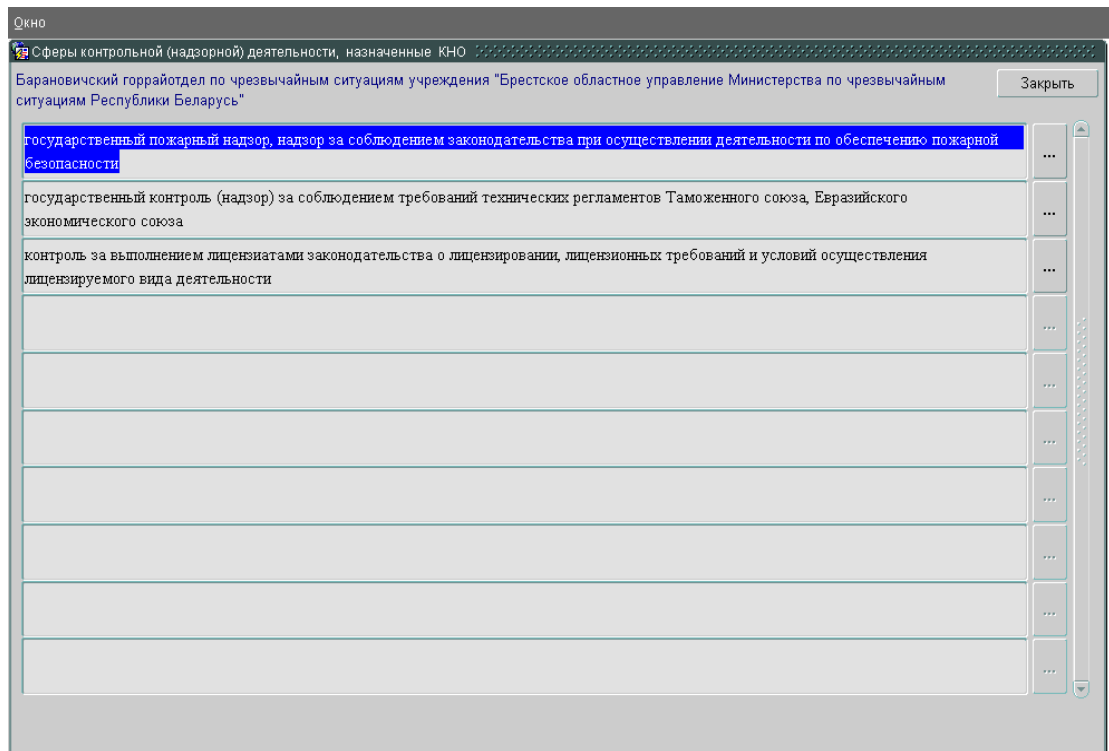 Окно
Сферы контрольной (надзорной) деятельности, назначенные КНО
Барановичский горрайотдел по чрезвычайным ситуациям учреждения "Брестское областное управление Министерства по чрезвычайным
ситуациям Республики Беларусь"
Закрыть
государственный пожарный надзор, надзор за соблюдением законодательства при осуществлении деятельности по обеспечению пожарной
безопасности
...
государственный контроль (надзор) за соблюдением требований технических регламентов Таможенного союза, Евразийского
экономического союза
...
контроль за выполнением лицензиатами законодательства о лицензировании, лицензионных требований и условий осуществления
лицензируемого вида деятельности
...
...
...
...
...
...
...
...